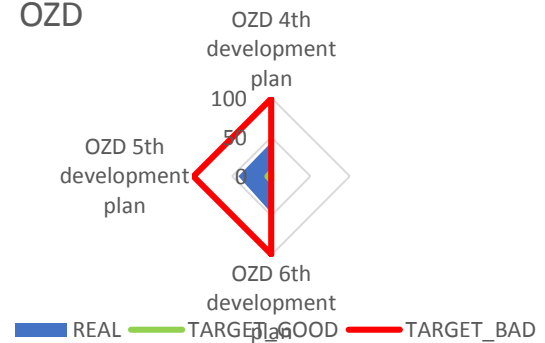 OZD
OZD 4th
development
plan
100
50
0
OZD 5th
development
plan
OZD 6th
development
plan
REAL
TARGET_GOOD
TARGET_BAD